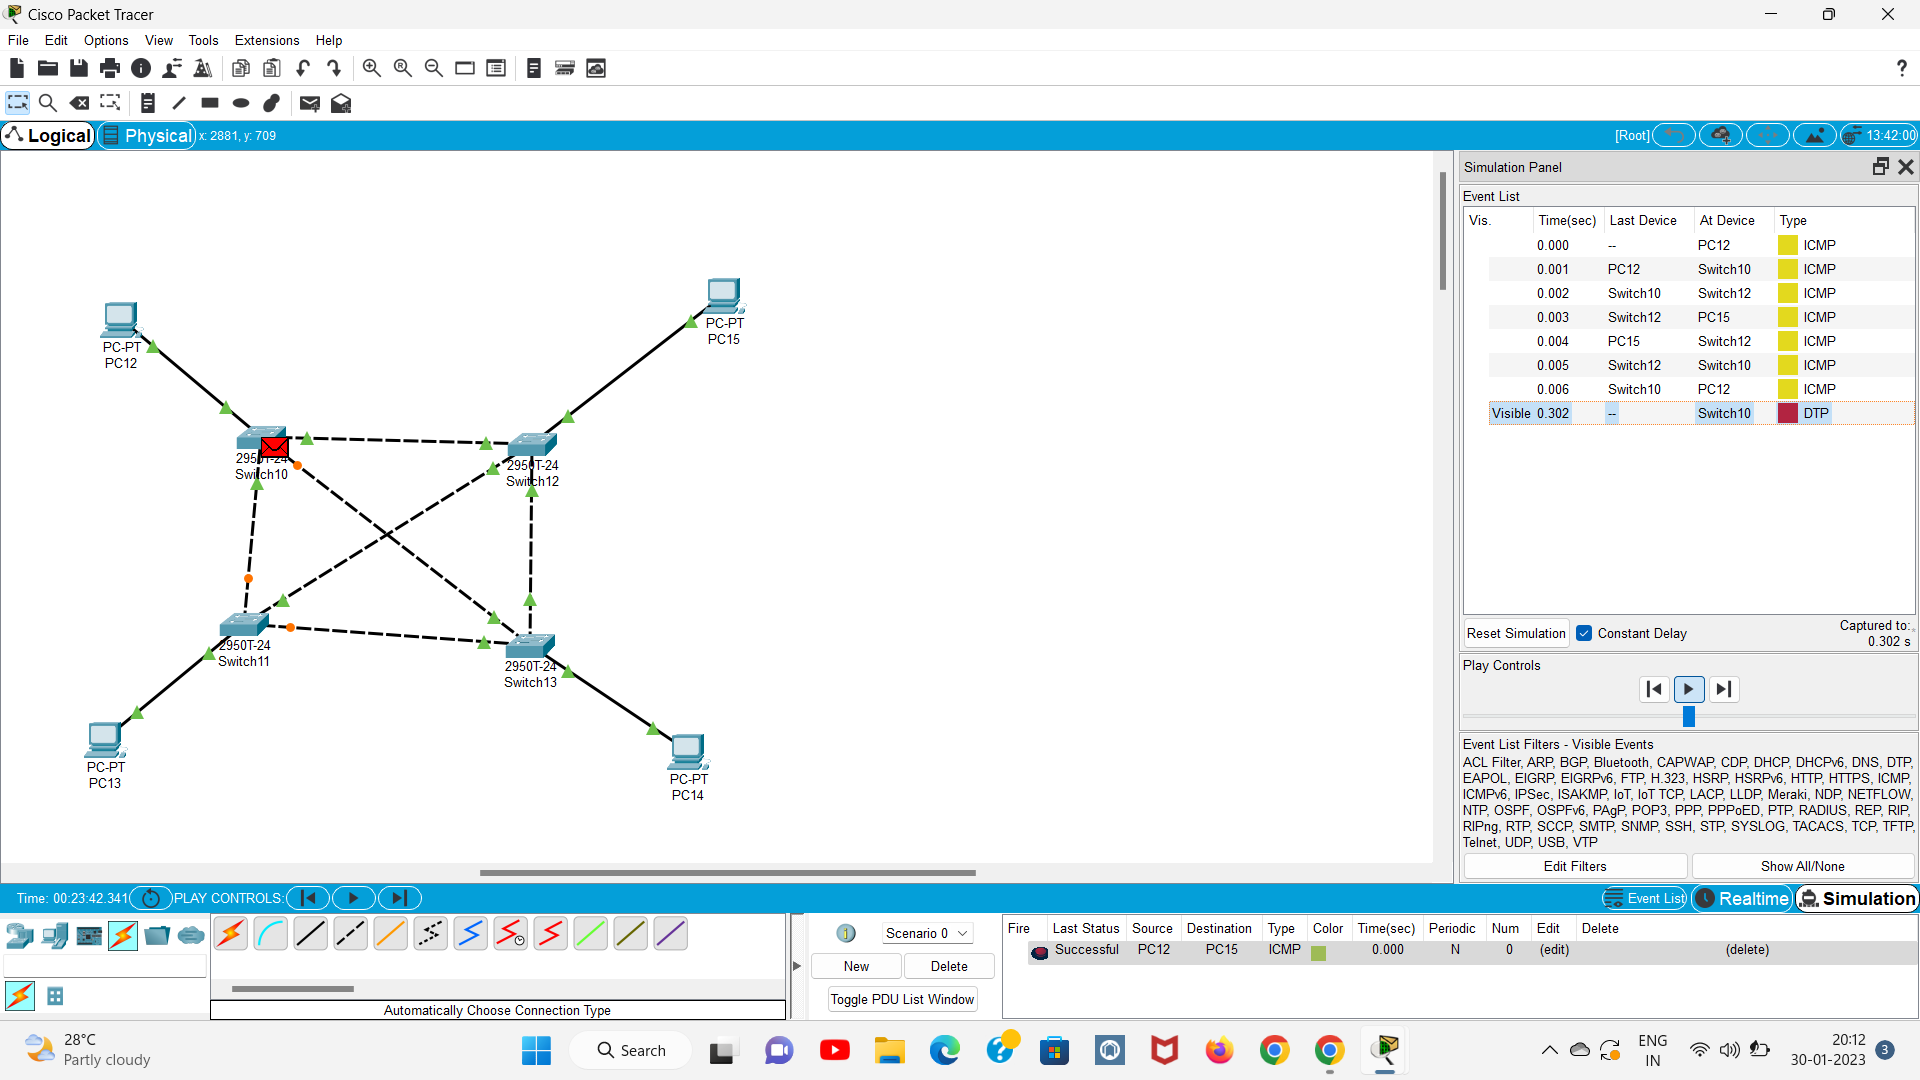 Cisco Packet Tracer
File Edit Options View Tools Extensions Help
?
Logical Physical x: 2881, y: 709 [Root] 13:42:00
Simulation Panel
Event List
Vis. Time(sec) Last Device At Device Type
0.000 -- PC12 ICMP
0.001 PC12 Switch10 ICMP
0.002 Switch10 Switch12 ICMP
0.003 Switch12 PC15 ICMP
0.004 PC15 Switch12 ICMP
0.005 Switch12 Switch10 ICMP
0.006 Switch10 PC12 ICMP
Visible 0.302 -- Switch10 DTP
PC-PT
PC12
PC-PT
PC15
2950T-24
Switch10
2950T-24
Switch12
2950T-24
Switch11
2950T-24
Switch13
PC-PT
PC13
PC-PT
PC14
Reset Simulation Constant Delay Captured to:
0.302 s
Play Controls
Event List Filters - Visible Events
ACL Filter, ARP, BGP, Bluetooth, CAPWAP, CDP, DHCP, DHCPv6, DNS, DTP,
EAPOL, EIGRP, EIGRPv6, FTP, H.323, HSRP, HSRPv6, HTTP, HTTPS, ICMP,
ICMPv6, IPSec, ISAKMP, IoT, IoT TCP, LACP, LLDP, Meraki, NDP, NETFLOW,
NTP, OSPF, OSPFv6, PAgP, POP3, PPP, PPPoED, PTP, RADIUS, REP, RIP,
RIPng, RTP, SCCP, SMTP, SNMP, SSH, STP, SYSLOG, TACACS, TCP, TFTP,
Telnet, UDP, USB, VTP
Edit Filters Show All/None
Time: 00:23:42.341 PLAY CONTROLS: Event List Realtime Simulation
Scenario 0
New Delete
Toggle PDU List Window
Automatically Choose Connection Type
Fire Last Status Source Destination Type Color Time(sec) Periodic Num Edit Delete
Successful PC12 PC15 ICMP 0.000 N 0 (edit) (delete)
28°C
Partly cloudy
Search
ENG
IN
20:12
30-01-2023
3